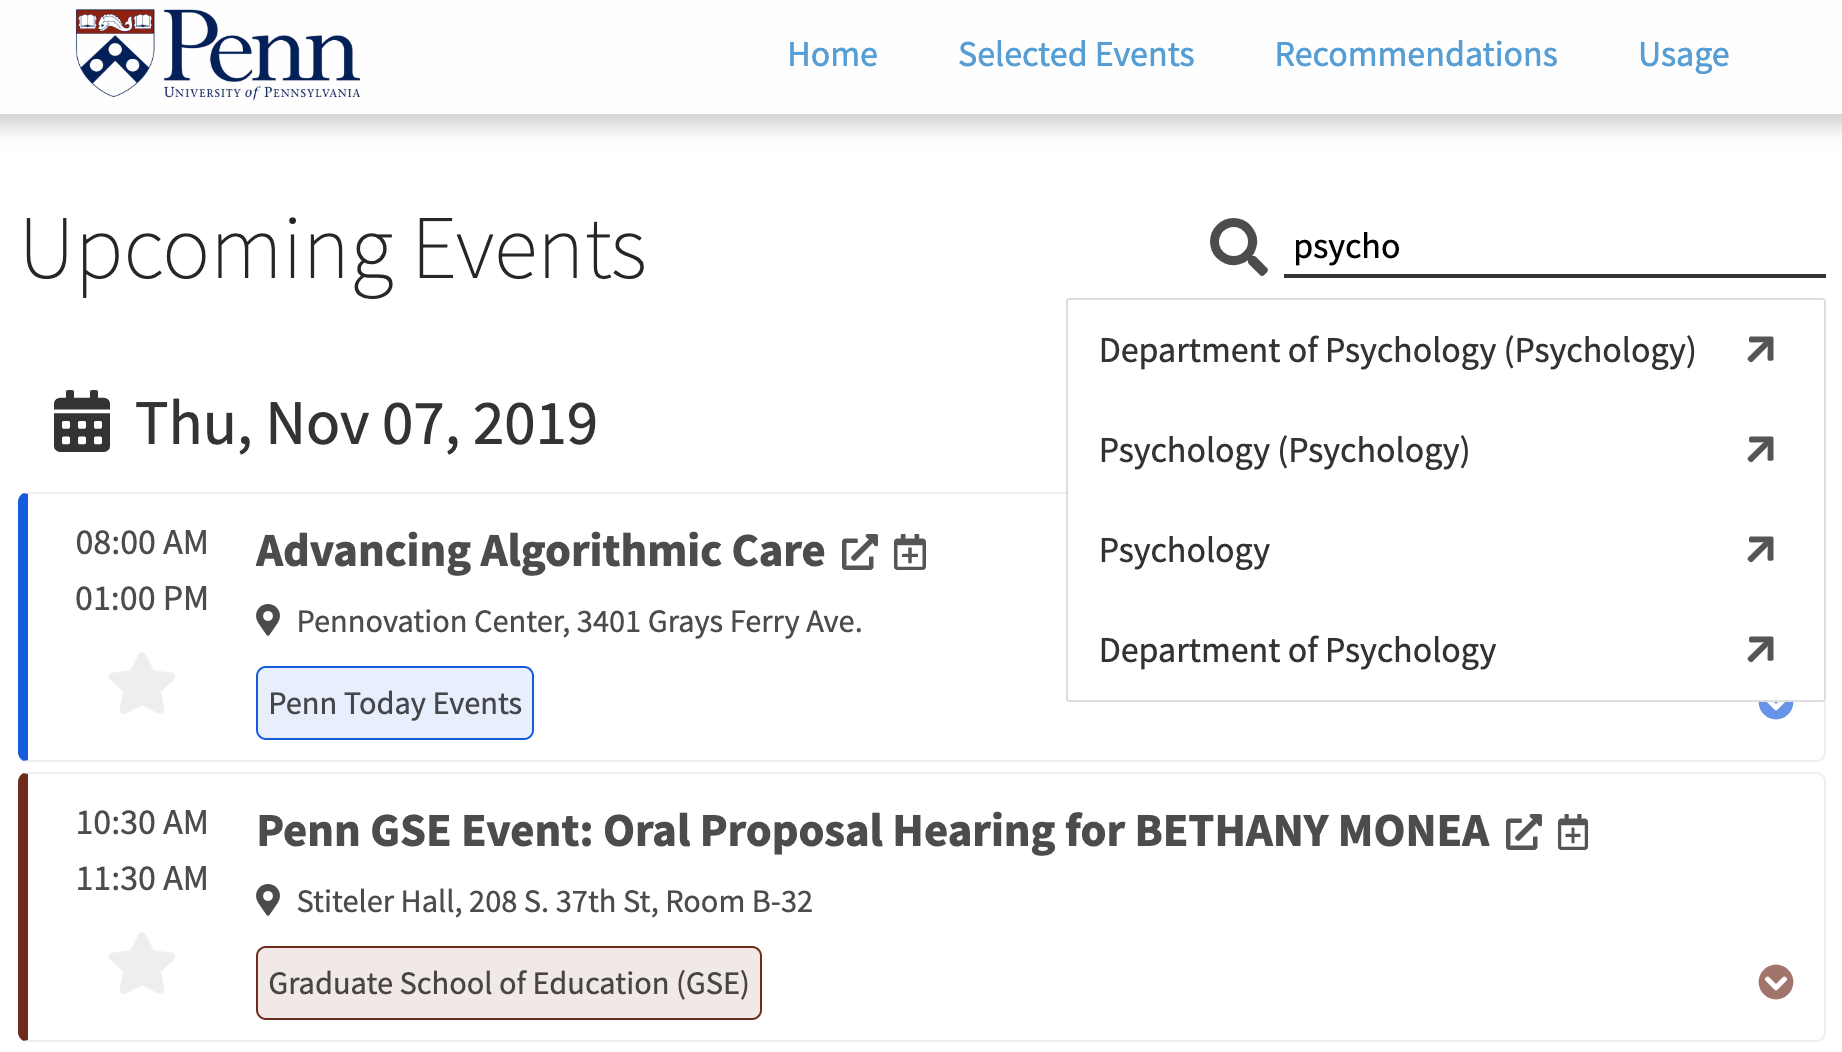 Penn
UNIVERSITY of PENNSYLVANIA
Home Selected Events Recommendations Usage
Upcoming Events
psycho
Department of Psychology (Psychology)
Psychology (Psychology)
Psychology
Department of Psychology
Thu, Nov 07, 2019
08:00 AM
01:00 PM
Advancing Algorithmic Care
Pennovation Center, 3401 Grays Ferry Ave.
Penn Today Events
10:30 AM
11:30 AM
Penn GSE Event: Oral Proposal Hearing for BETHANY MONEA
Stiteler Hall, 208 S. 37th St, Room B-32
Graduate School of Education (GSE)